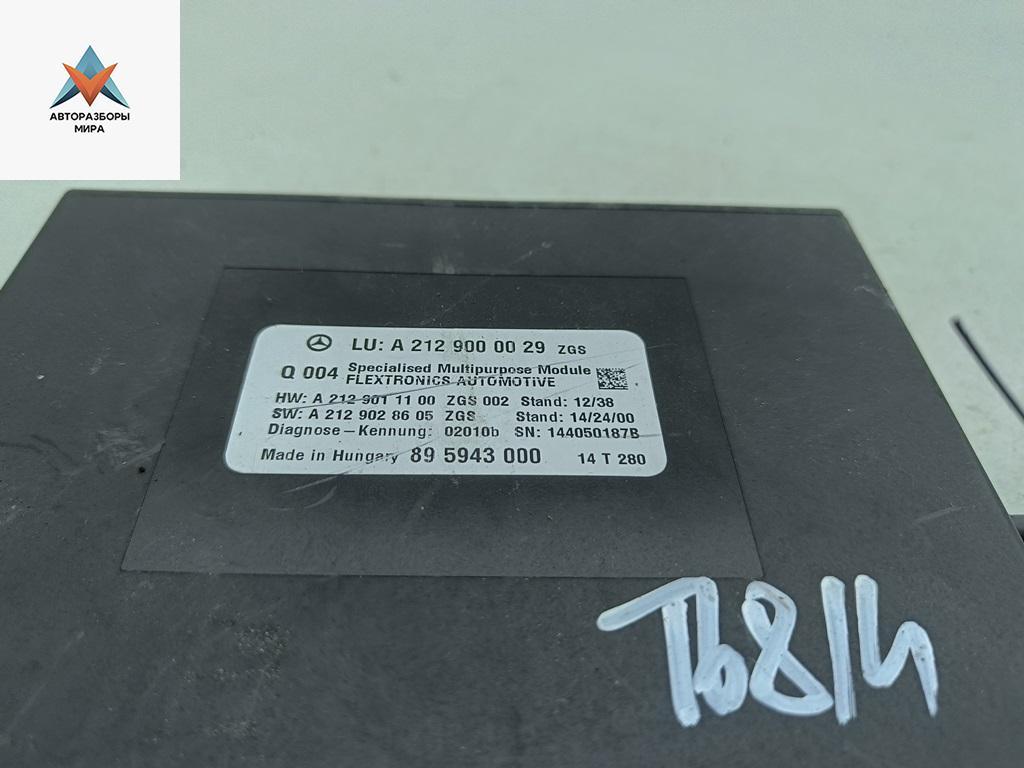 АВТОРАЗБОРЫ
МИРА
LU: A 212 900 00 29 ZGS
Q 004 Specialised Multipurpose Module
FLEXTRONICS AUTOMOTIVE
HW: A 212 901 11 00 ZGS 002 Stand: 12/38
SW: A 212 902 86 05 ZGS Stand: 14/24/00
Diagnose-Kennung: 02010b SN: 144050187B
Made in Hungary 89 5943 000 14 T 280